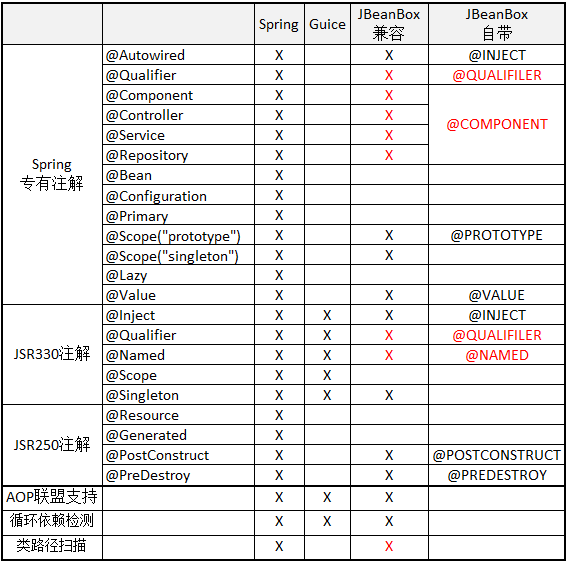 Spring Guice JBeanBox 兼容 JBeanBox 自带
@Autowired X X @INJECT
@Qualifier X X @QUALIFILER
@Component X X
@Controller X X
@COMPONENT
@Service X X
@Repository X X
Spring 专有注解
@Bean X
@Configuration X
@Primary X
@Scope("prototype") X X @PROTOTYPE
@Scope("singleton") X X
@Lazy X
@Value X X @VALUE
@Inject X X X @INJECT
@Qualifier X X X @QUALIFILER
JSR330注解 @Named X X X @NAMED
@Scope X X
@Singleton X X X
@Resource X
@Generated X
JSR250注解
@PostConstruct X X @POSTCONSTRUCT
@PreDestroy X X @PREDESTROY
AOP联盟支持 X X X
循环依赖检测 X X X
类路径扫描 X X